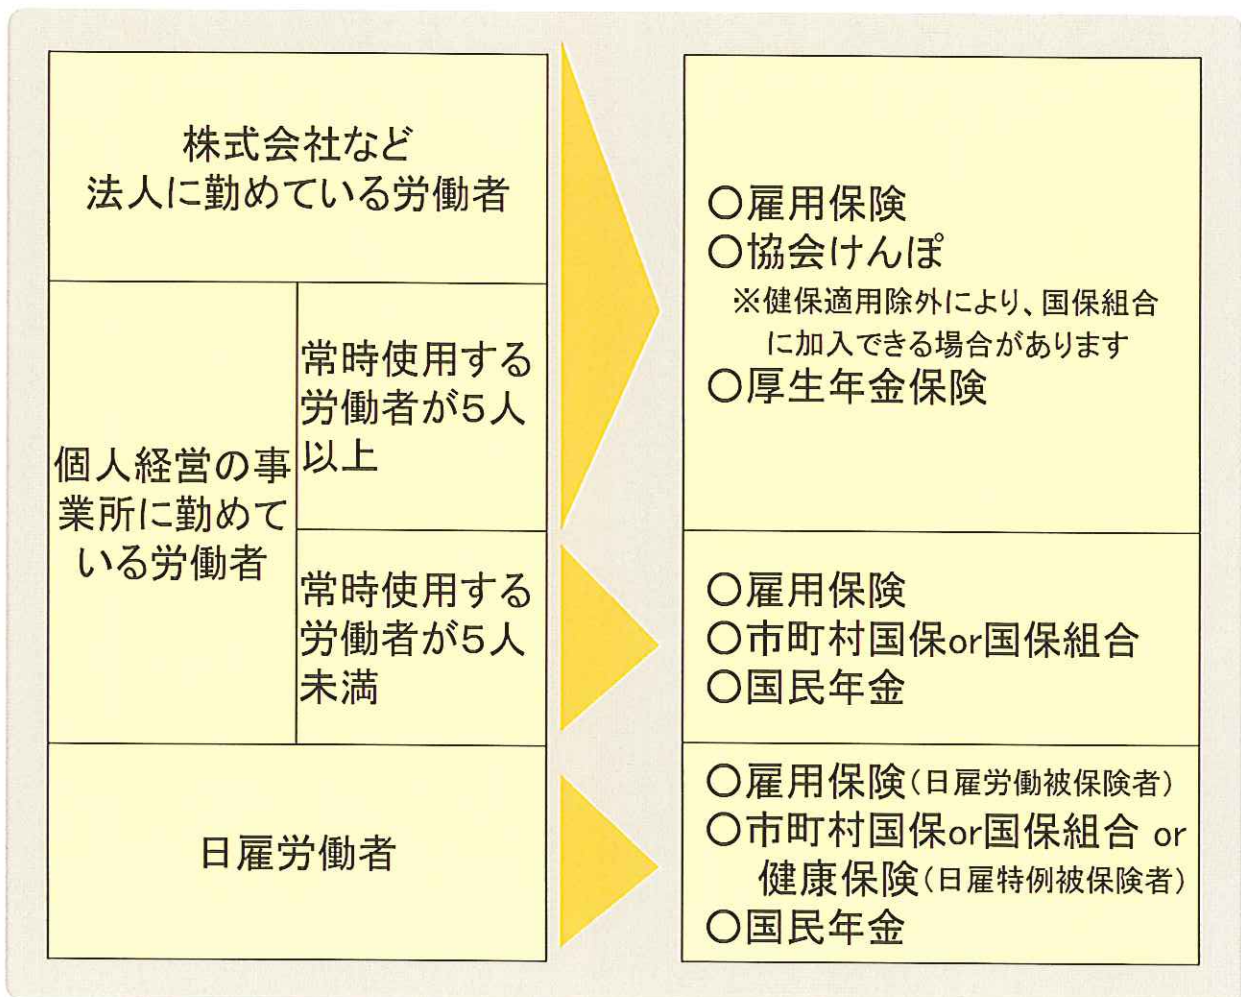 株式会社など
法人に勤めている労働者
個人経営の事
業所に勤めて
いる労働者
常時使用する
労働者が5人
以上
常時使用する
労働者が5人
未満
日雇労働者
○雇用保険
○協会けんぽ
※健保適用除外により、国保組合
に加入できる場合があります
○厚生年金保険
○雇用保険
○市町村国保or国保組合
○国民年金
○雇用保険(日雇労働被保険者)
○市町村国保or国保組合 or
健康保険(日雇特例被保険者)
○国民年金